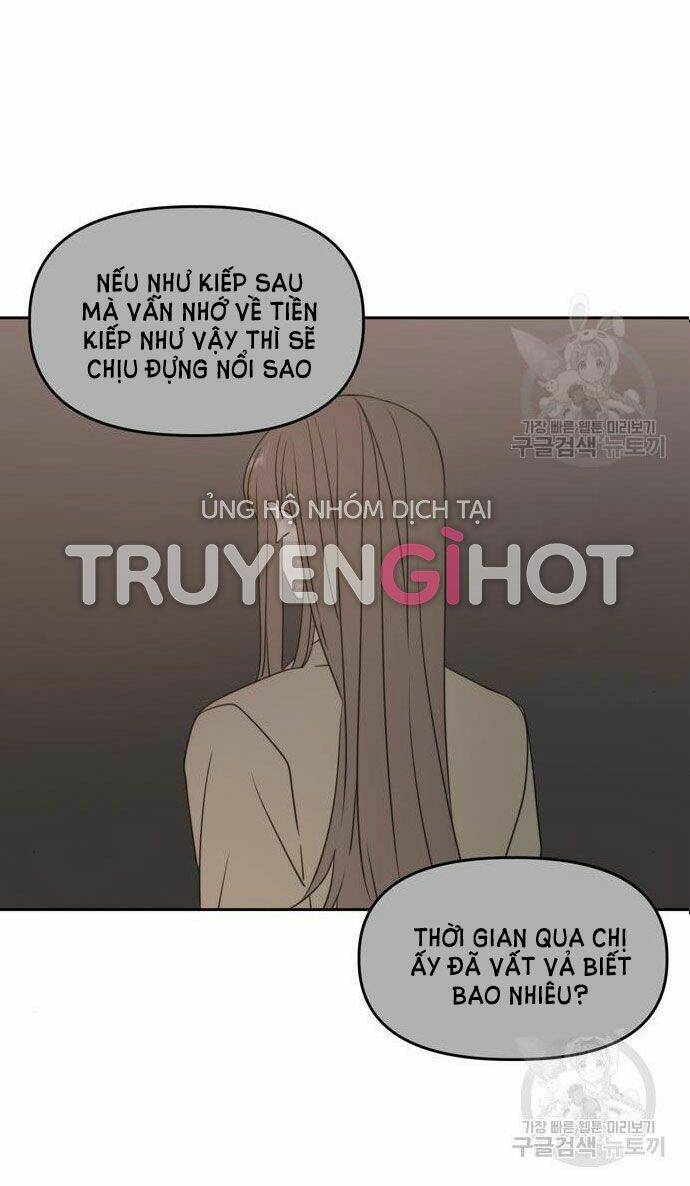 NẾU NHƯ KIẾP SAU
MÀ VẪN NHỚ VỀ TIỀN
KIẾP NHƯ VẬY THÌ SẼ
CHỊU ĐỰNG NỔI SAO
가장 빠른 웹툰 미리보기
구글검색 뉴토끼
ỦNG HỘ NHÓM DỊCH TẠI
TRUYENGIHOT
THỜI GIAN QUA CHỊ
ẤY ĐÃ VẤT VẢ BIẾT
BAO NHIÊU?
가장 빠른 웹툰 미리보기
구글검색 뉴토끼